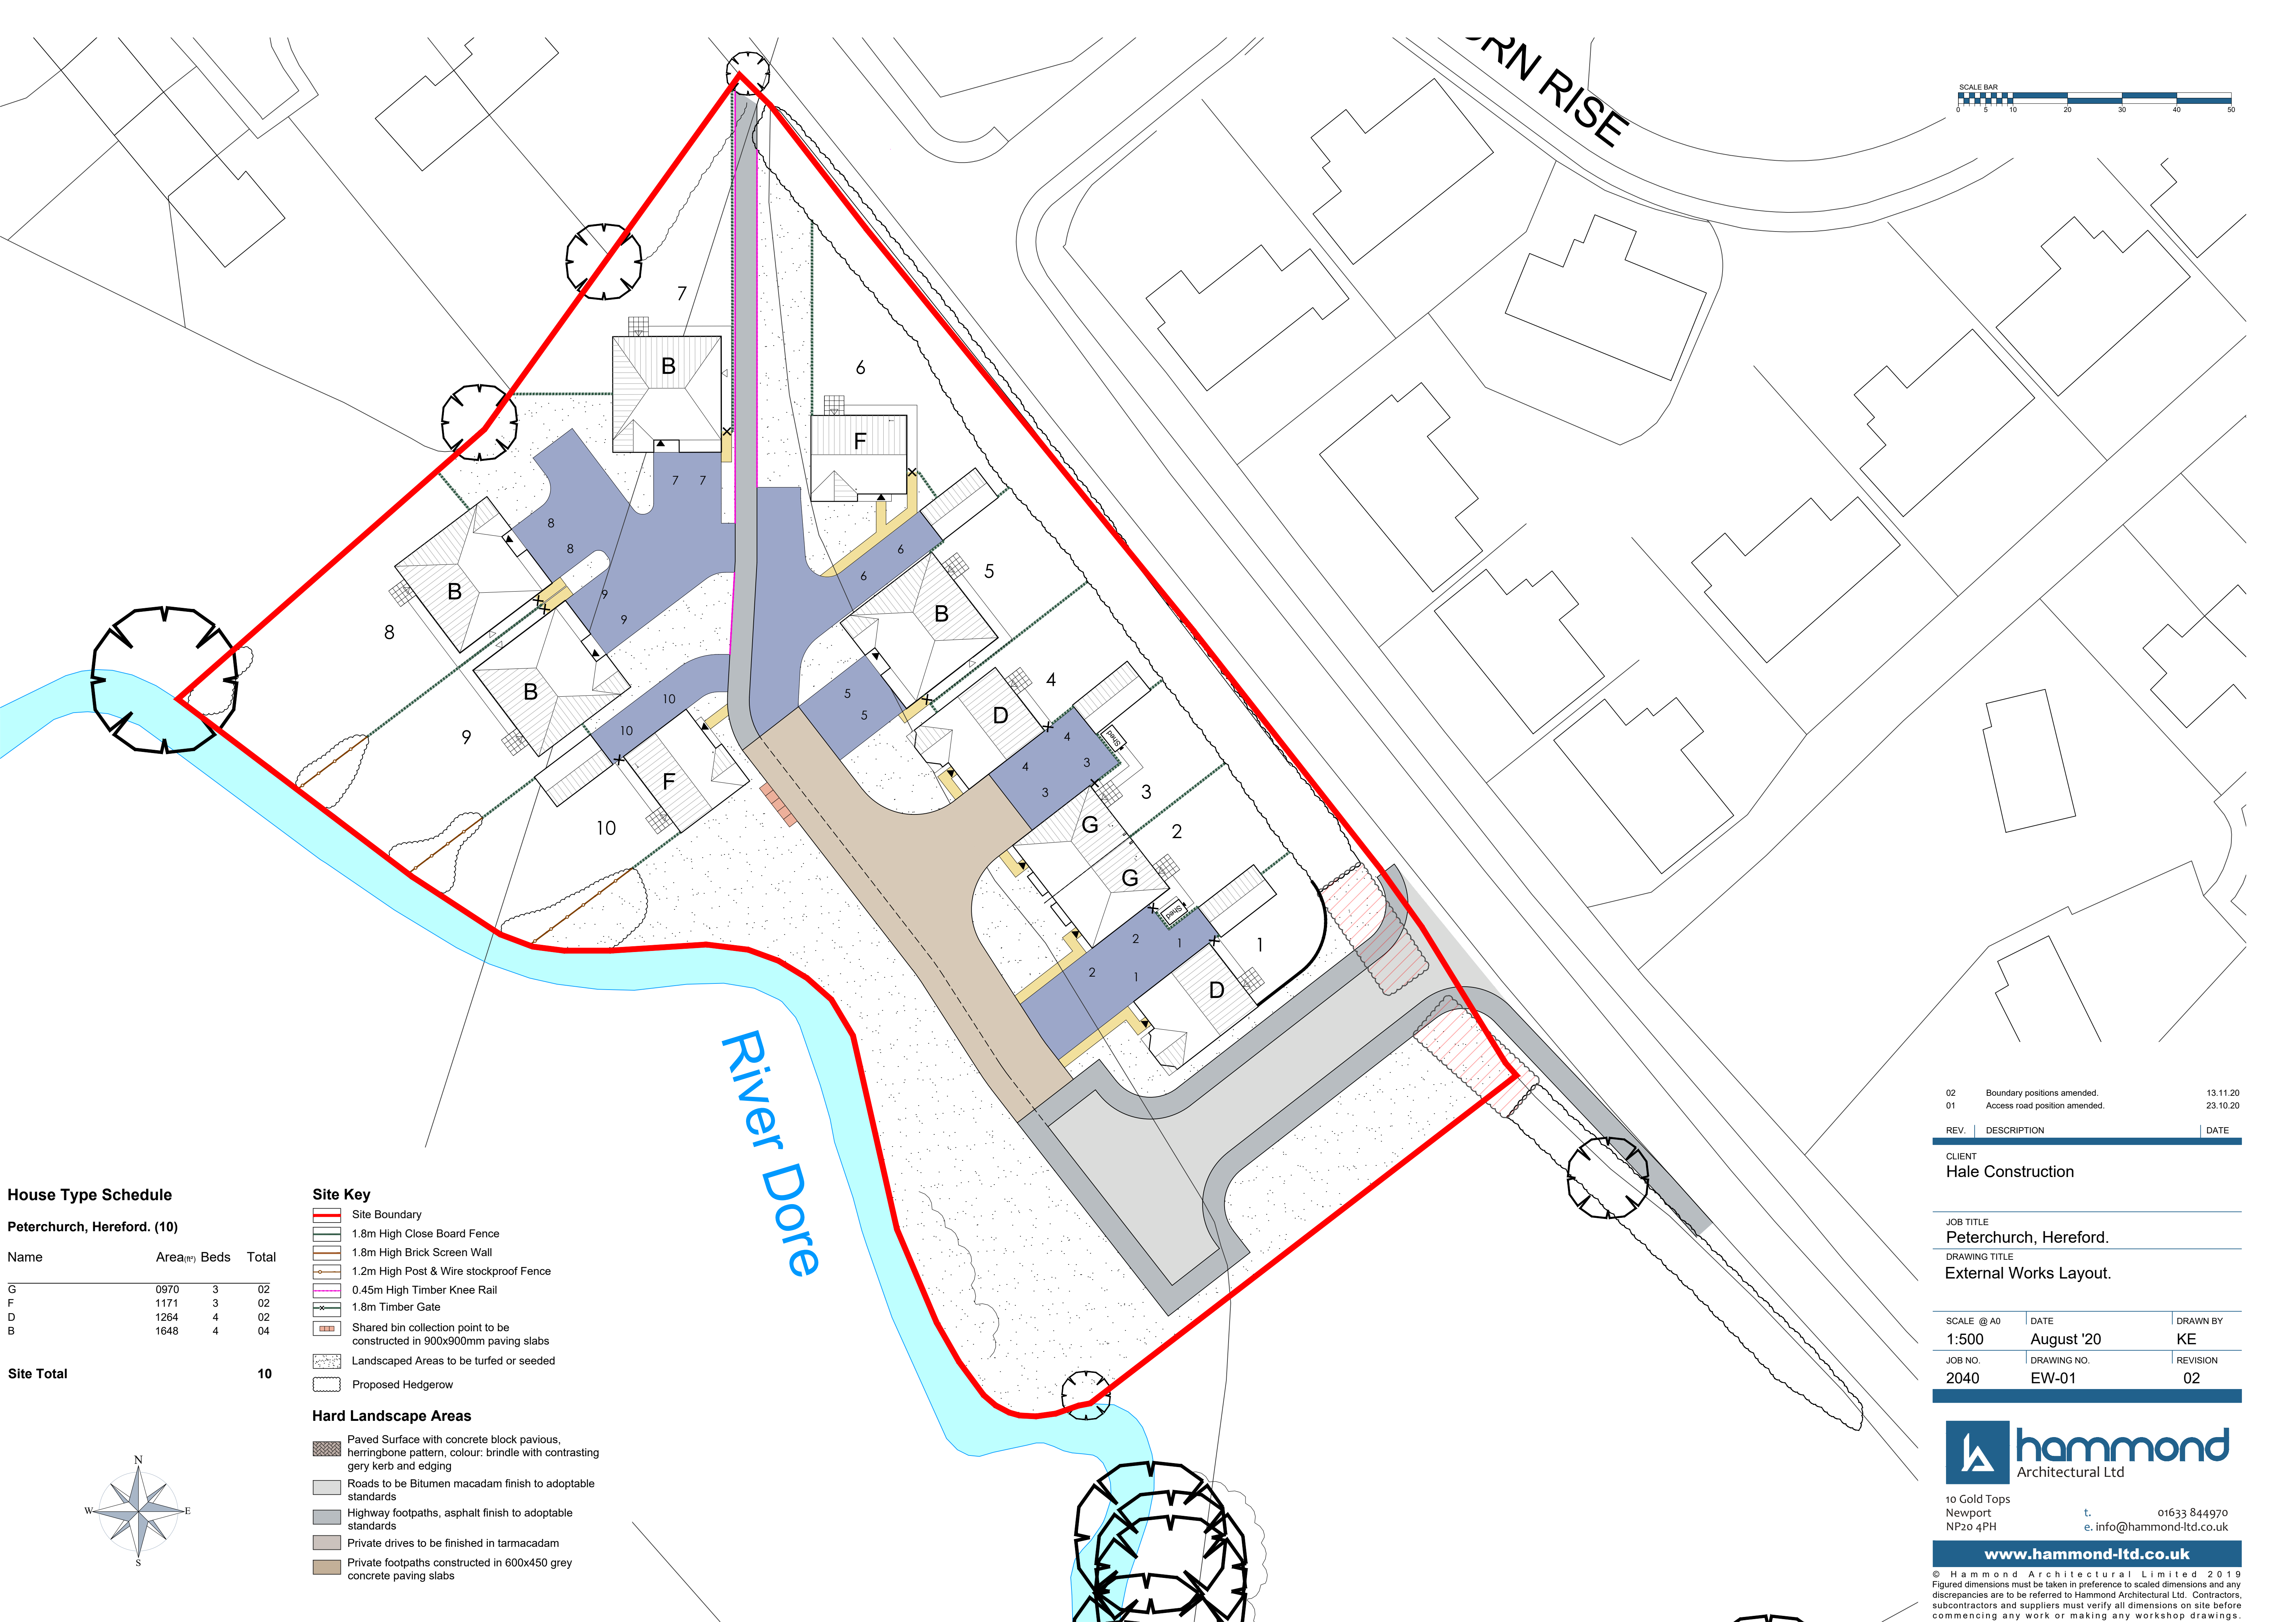 ORN RISE
SCALE BAR
0 5 10 20 30 40 50
7
B
6
F
7 7
8
8
6
6
5
B
B
9
9
8
B
10
10
9
F
10
5
5
B
4
D
4
4
3
3
Shed
3
G
2
G
Shed
2
1
2
1
1
D
River Dore
House Type Schedule
Peterchurch, Hereford. (10)
Name Area(ft²) Beds Total
G 0970 3 02
F 1171 3 02
D 1264 4 02
B 1648 4 04
Site Total 10
N
W E
S
Site Key
Site Boundary
1.8m High Close Board Fence
1.8m High Brick Screen Wall
1.2m High Post & Wire stockproof Fence
0.45m High Timber Knee Rail
1.8m Timber Gate
Shared bin collection point to be
constructed in 900x900mm paving slabs
Landscaped Areas to be turfed or seeded
Proposed Hedgerow
Hard Landscape Areas
Paved Surface with concrete block pavious,
herringbone pattern, colour: brindle with contrasting
gery kerb and edging
Roads to be Bitumen macadam finish to adoptable
standards
Highway footpaths, asphalt finish to adoptable
standards
Private drives to be finished in tarmacadam
Private footpaths constructed in 600x450 grey
concrete paving slabs
02 Boundary positions amended. 13.11.20
01 Access road position amended. 23.10.20
REV. DESCRIPTION DATE
CLIENT
Hale Construction
JOB TITLE
Peterchurch, Hereford.
DRAWING TITLE
External Works Layout.
SCALE @ A0 DATE DRAWN BY
1:500 August '20 KE
JOB NO. DRAWING NO. REVISION
2040 EW-01 02
hammond
Architectural Ltd
10 Gold Tops
Newport t. 01633 844970
NP20 4PH e. info@hammond-ltd.co.uk
www.hammond-ltd.co.uk
© Hammond Architectural Limited 2019
Figured dimensions must be taken in preference to scaled dimensions and any
discrepancies are to be referred to Hammond Architectural Ltd. Contractors,
subcontractors and suppliers must verify all dimensions on site before
commencing any work or making any workshop drawings.